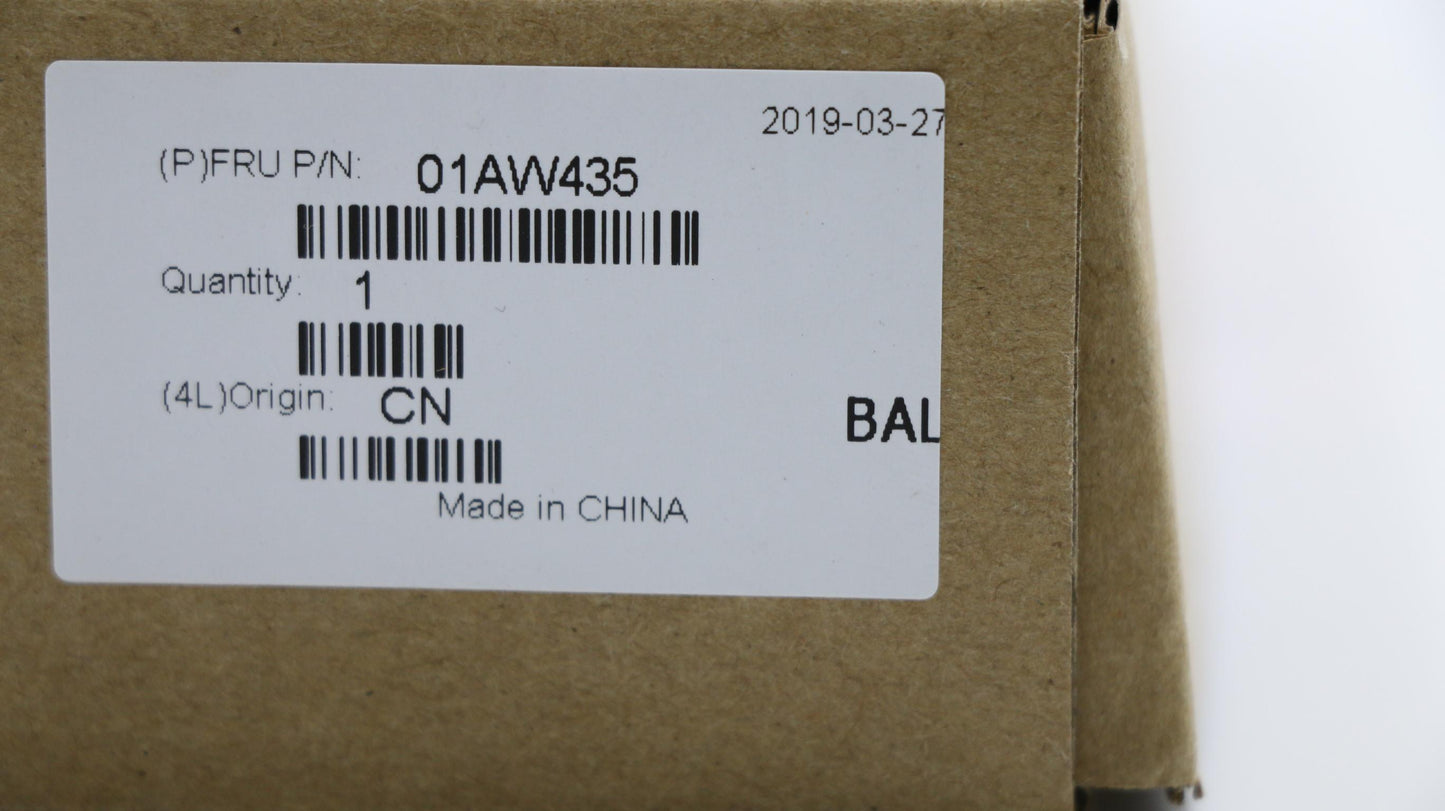 2019-03-27
(P)FRU P/N: 01AW435
Quantity: 1
(4L)Origin: CN
BAL
Made in CHINA